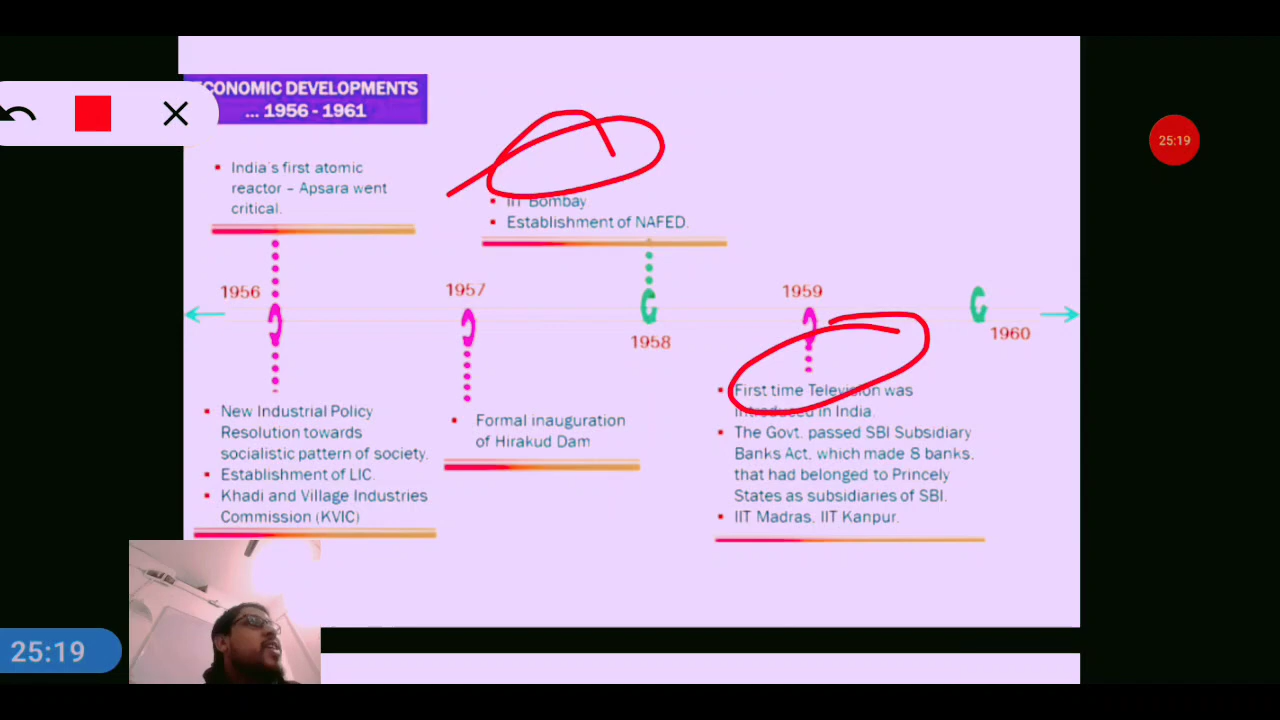 ECONOMIC DEVELOPMENTS
... 1956 - 1961
25:19
India's first atomic
reactor – Apsara went
critical.
IIT Bombay
Establishment of NAFED.
1956
1957
1958
1959
1960
New Industrial Policy
Resolution towards
socialistic pattern of society.
Establishment of LIC.
Khadi and Village Industries
Commission (KVIC)
Formal inauguration
of Hirakud Dam
First time Television was
introduced in India.
The Govt. passed SBI Subsidiary
Banks Act, which made 8 banks,
that had belonged to Princely
States as subsidiaries of SBI.
IIT Madras, IIT Kanpur.
25:19